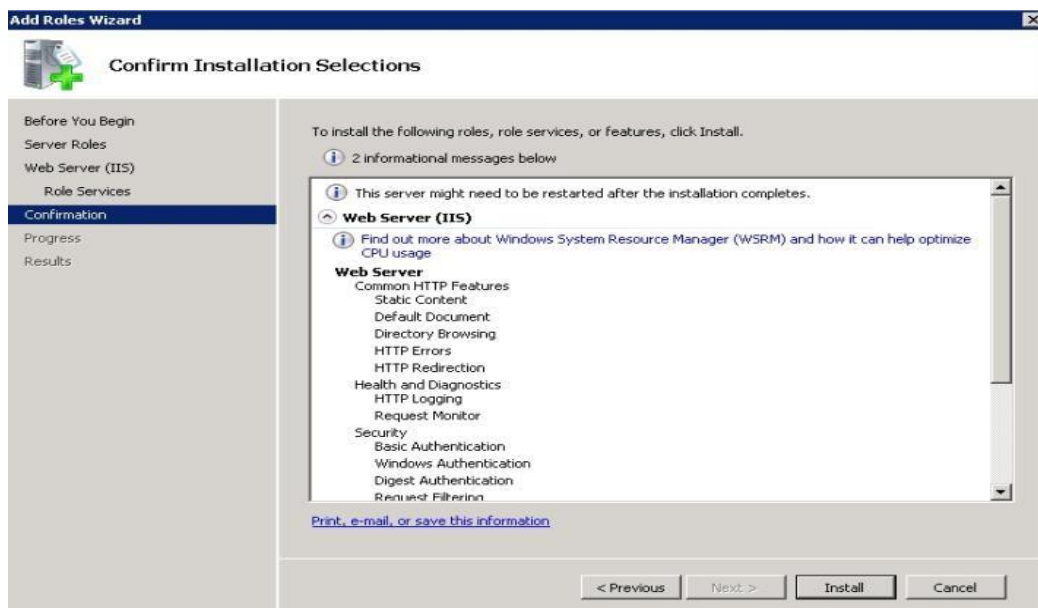 Add Roles Wizard
Confirm Installation Selections
Before You Begin
Server Roles
Web Server (IIS)
Role Services
Confirmation
Progress
Results
To install the following roles, role services, or features, click Install.
2 informational messages below
This server might need to be restarted after the installation completes.
Web Server (IIS)
Find out more about Windows System Resource Manager (WSRM) and how it can help optimize
CPU usage
Web Server
Common HTTP Features
Static Content
Default Document
Directory Browsing
HTTP Errors
HTTP Redirection
Health and Diagnostics
HTTP Logging
Request Monitor
Security
Basic Authentication
Windows Authentication
Digest Authentication
Request Filtering
Print, e-mail, or save this information
< Previous
Next >
Install
Cancel